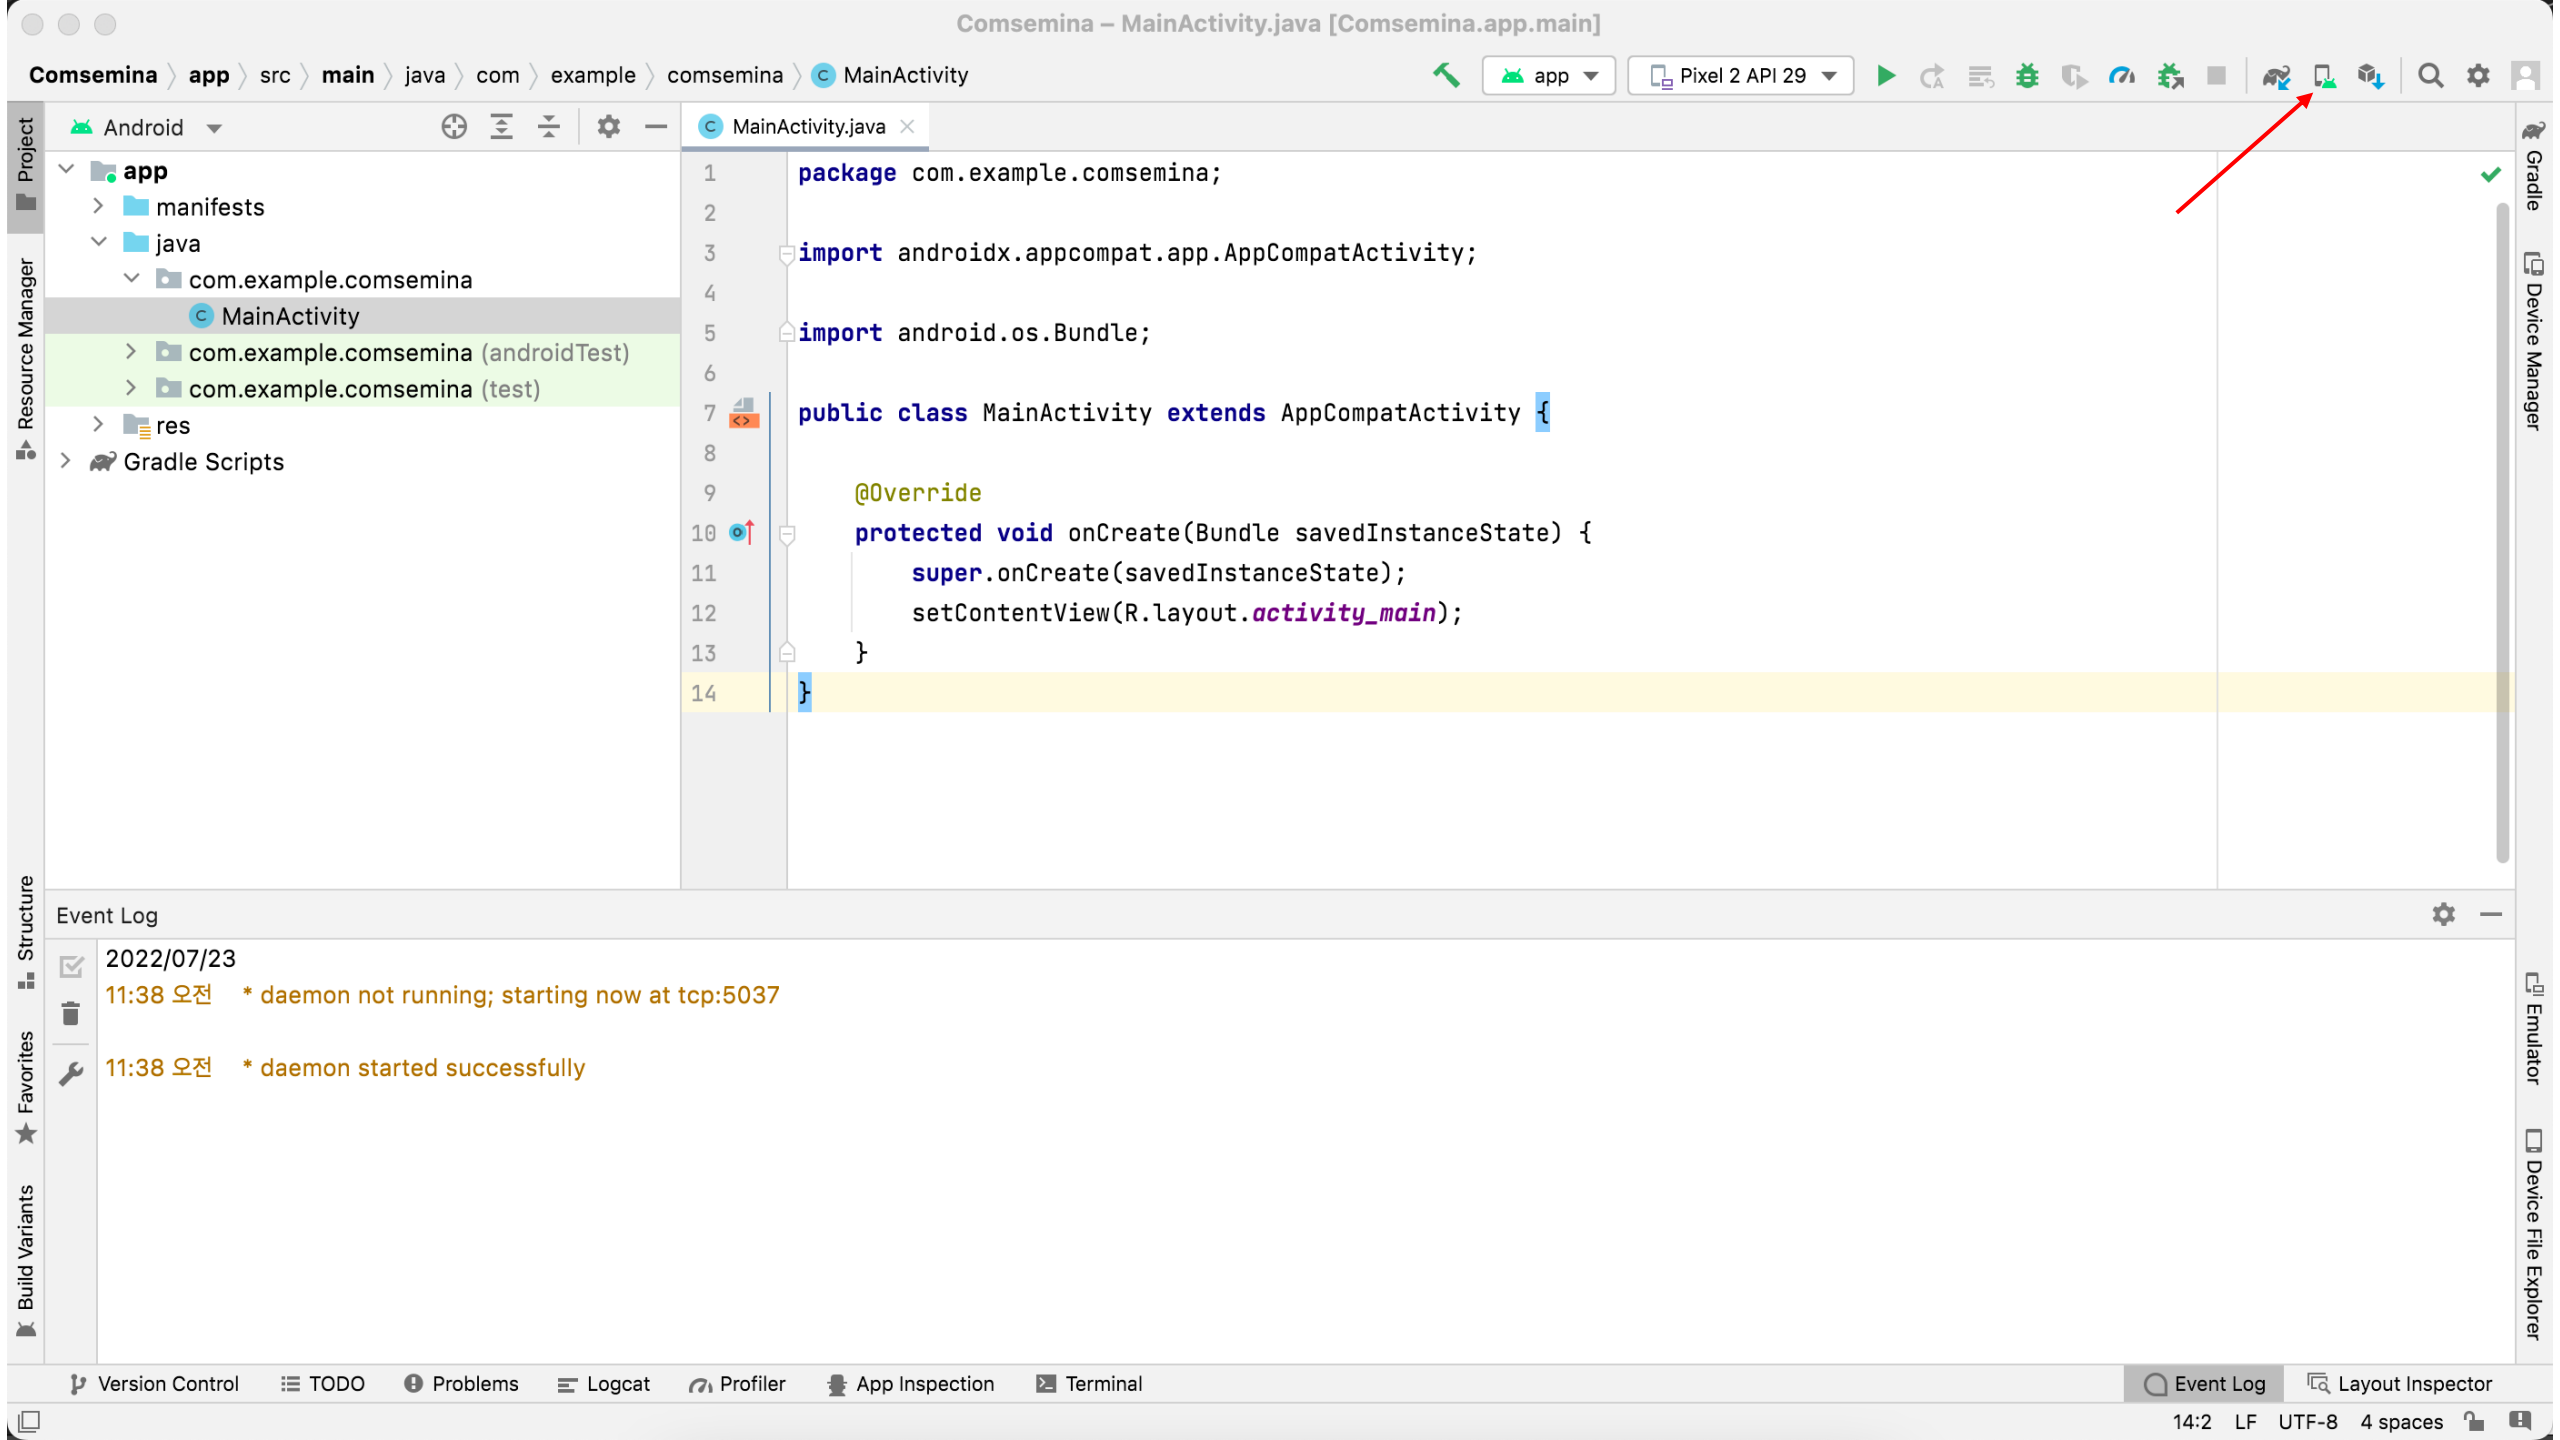 Comsemina – MainActivity.java [Comsemina.app.main]
Comsemina app src main java com example comsemina C MainActivity
app Pixel 2 API 29
Project
Resource Manager
Structure
Favorites
Build Variants
Android
app
manifests
java
com.example.comsemina
C MainActivity
com.example.comsemina (androidTest)
com.example.comsemina (test)
res
Gradle Scripts
C MainActivity.java
1 package com.example.comsemina;
2
3 import androidx.appcompat.app.AppCompatActivity;
4
5 import android.os.Bundle;
6
7 public class MainActivity extends AppCompatActivity {
8
9 @Override
10 protected void onCreate(Bundle savedInstanceState) {
11 super.onCreate(savedInstanceState);
12 setContentView(R.layout.activity_main);
13 }
14 }
Gradle
Device Manager
Emulator
Device File Explorer
Event Log
2022/07/23
11:38 오전 * daemon not running; starting now at tcp:5037
11:38 오전 * daemon started successfully
Version Control TODO Problems Logcat Profiler App Inspection Terminal Event Log Layout Inspector
14:2 LF UTF-8 4 spaces